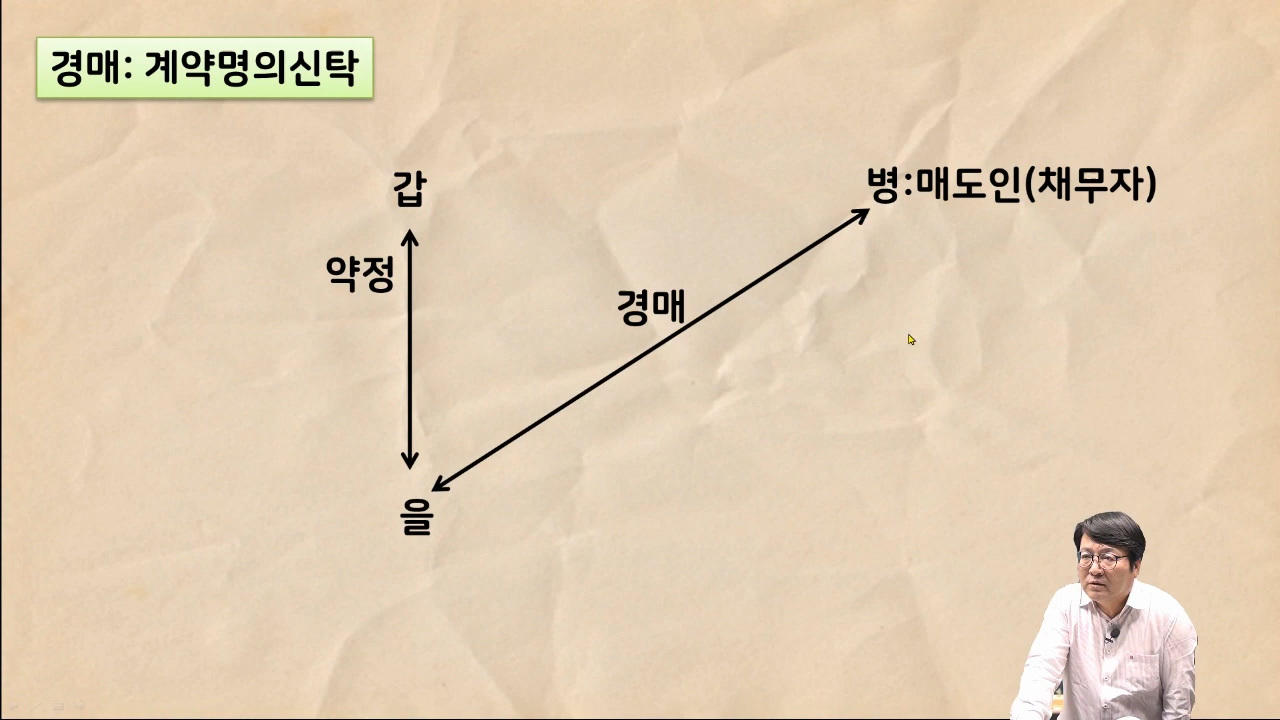 경매: 계약명의신탁
갑
병:매도인(채무자)
약정
경매
을